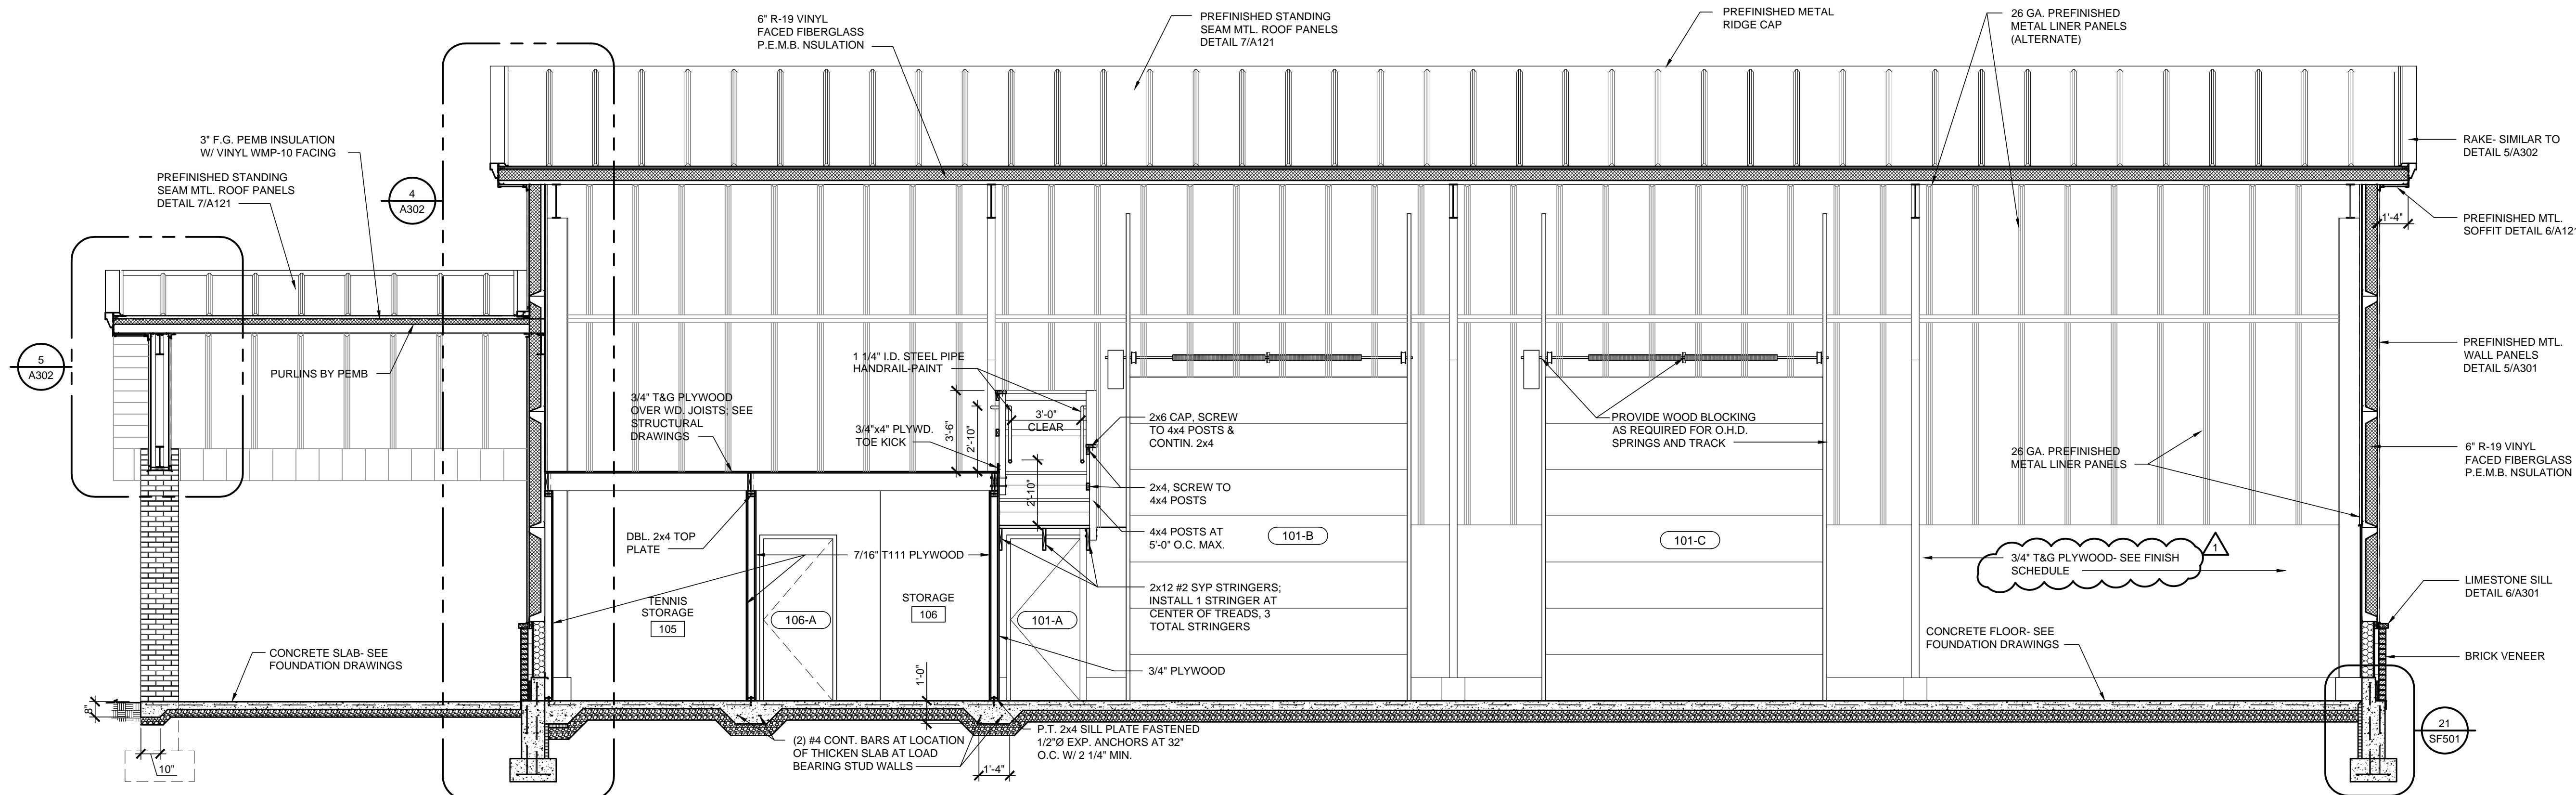 6" R-19 VINYL
FACED FIBERGLASS
P.E.M.B. NSULATION
PREFINISHED STANDING
SEAM MTL. ROOF PANELS
DETAIL 7/A121
PREFINISHED METAL
RIDGE CAP
26 GA. PREFINISHED
METAL LINER PANELS
(ALTERNATE)
3" F.G. PEMB INSULATION
W/ VINYL WMP-10 FACING
PREFINISHED STANDING
SEAM MTL. ROOF PANELS
DETAIL 7/A121
4
A302
5
A302
RAKE- SIMILAR TO
DETAIL 5/A302
1'-4"
PREFINISHED MTL.
SOFFIT DETAIL 6/A121
PURLINS BY PEMB
3/4" T&G PLYWOOD
OVER WD. JOISTS; SEE
STRUCTURAL
DRAWINGS
1 1/4" I.D. STEEL PIPE
HANDRAIL-PAINT
3/4"x4" PLYWD.
TOE KICK
3'-6"
2'-10"
3'-0"
CLEAR
2'-10"
2x6 CAP, SCREW
TO 4x4 POSTS &
CONTIN. 2x4
2x4, SCREW TO
4x4 POSTS
4x4 POSTS AT
5'-0" O.C. MAX.
2x12 #2 SYP STRINGERS;
INSTALL 1 STRINGER AT
CENTER OF TREADS, 3
TOTAL STRINGERS
3/4" PLYWOOD
101-B
PROVIDE WOOD BLOCKING
AS REQUIRED FOR O.H.D.
SPRINGS AND TRACK
101-C
26 GA. PREFINISHED
METAL LINER PANELS
3/4" T&G PLYWOOD- SEE FINISH
SCHEDULE
1
PREFINISHED MTL.
WALL PANELS
DETAIL 5/A301
6" R-19 VINYL
FACED FIBERGLASS
P.E.M.B. NSULATION
LIMESTONE SILL
DETAIL 6/A301
BRICK VENEER
CONCRETE FLOOR- SEE
FOUNDATION DRAWINGS
DBL. 2x4 TOP
PLATE
7/16" T111 PLYWOOD
TENNIS
STORAGE
105
106-A
STORAGE
106
101-A
CONCRETE SLAB- SEE
FOUNDATION DRAWINGS
8"
10"
1'-0"
(2) #4 CONT. BARS AT LOCATION
OF THICKEN SLAB AT LOAD
BEARING STUD WALLS
1'-4"
P.T. 2x4 SILL PLATE FASTENED
1/2"Ø EXP. ANCHORS AT 32"
O.C. W/ 2 1/4" MIN.
21
SF501